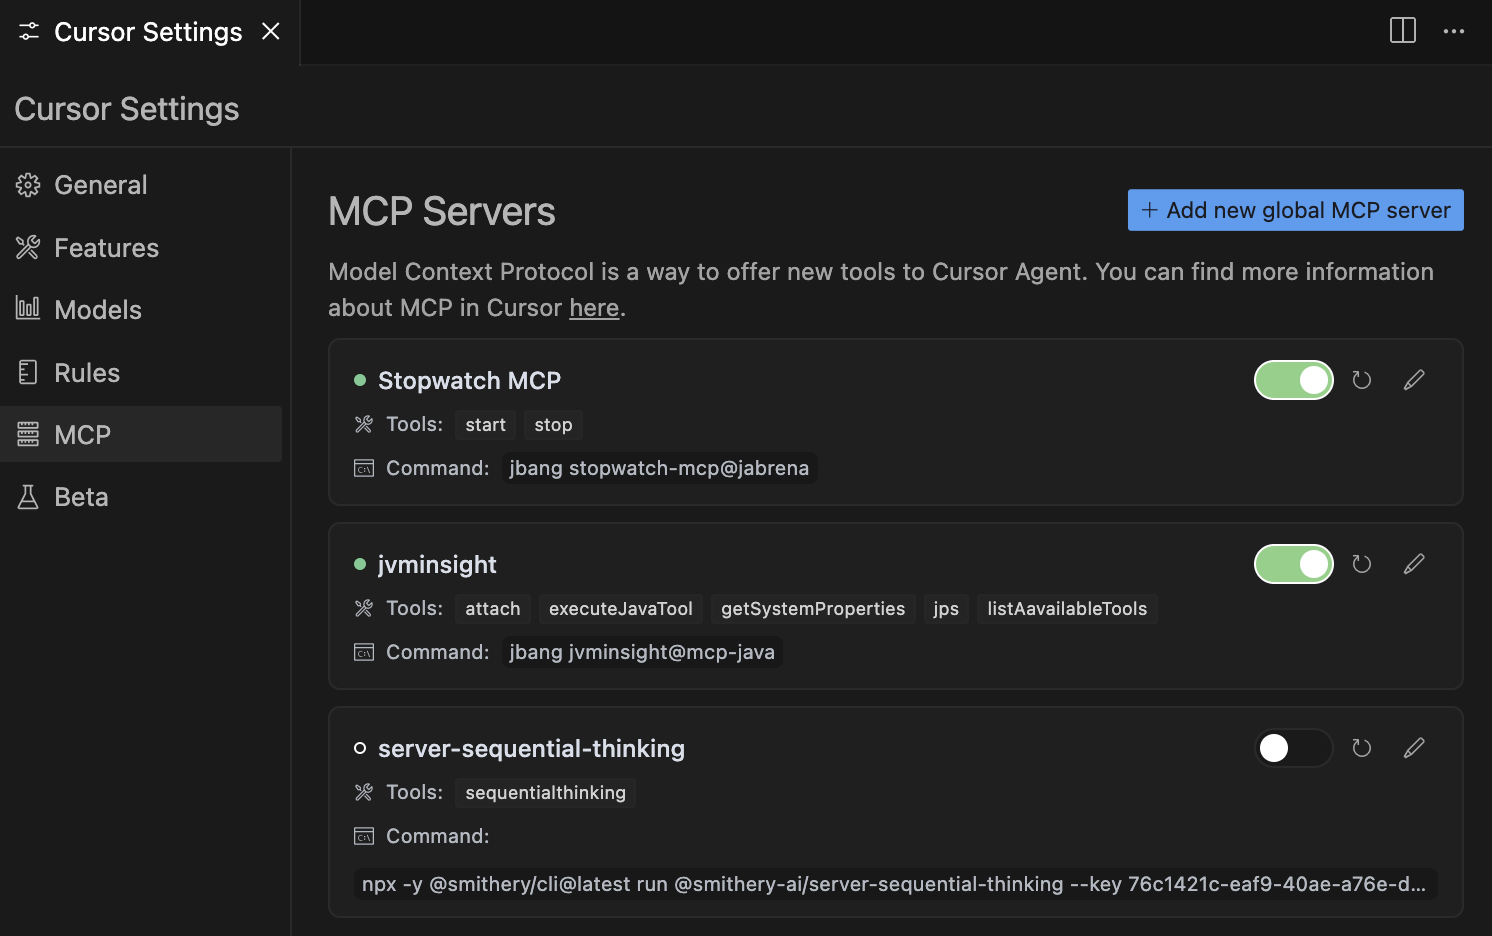 Cursor Settings
Cursor Settings
General
Features
Models
Rules
MCP
Beta
MCP Servers
+ Add new global MCP server
Model Context Protocol is a way to offer new tools to Cursor Agent. You can find more information
about MCP in Cursor here.
Stopwatch MCP
Tools: start stop
Command: jbang stopwatch-mcp@jabrena
jvminsight
Tools: attach executeJavaTool getSystemProperties jps listAavailableTools
Command: jbang jvminsight@mcp-java
server-sequential-thinking
Tools: sequentialthinking
Command:
npx -y @smithery/cli@latest run @smithery-ai/server-sequential-thinking --key 76c1421c-eaf9-40ae-a76e-d...